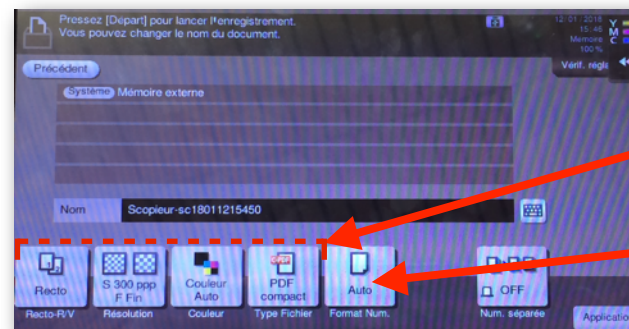 Pressez [Départ] pour lancer l'enregistrement.
Vous pouvez changer le nom du document.
12/01/2018
15:46
Mémoire
100%
Y
M
C
Précédent
Vérif. régla
Système Mémoire externe
Nom Scopieur-sc18011215450
Recto
S 300 ppp
F Fin
Couleur
Auto
C-PDF
PDF
compact
Auto
OFF
Recto-R/V
Résolution
Couleur
Type Fichier
Format Num.
Num. séparée
Applicatio